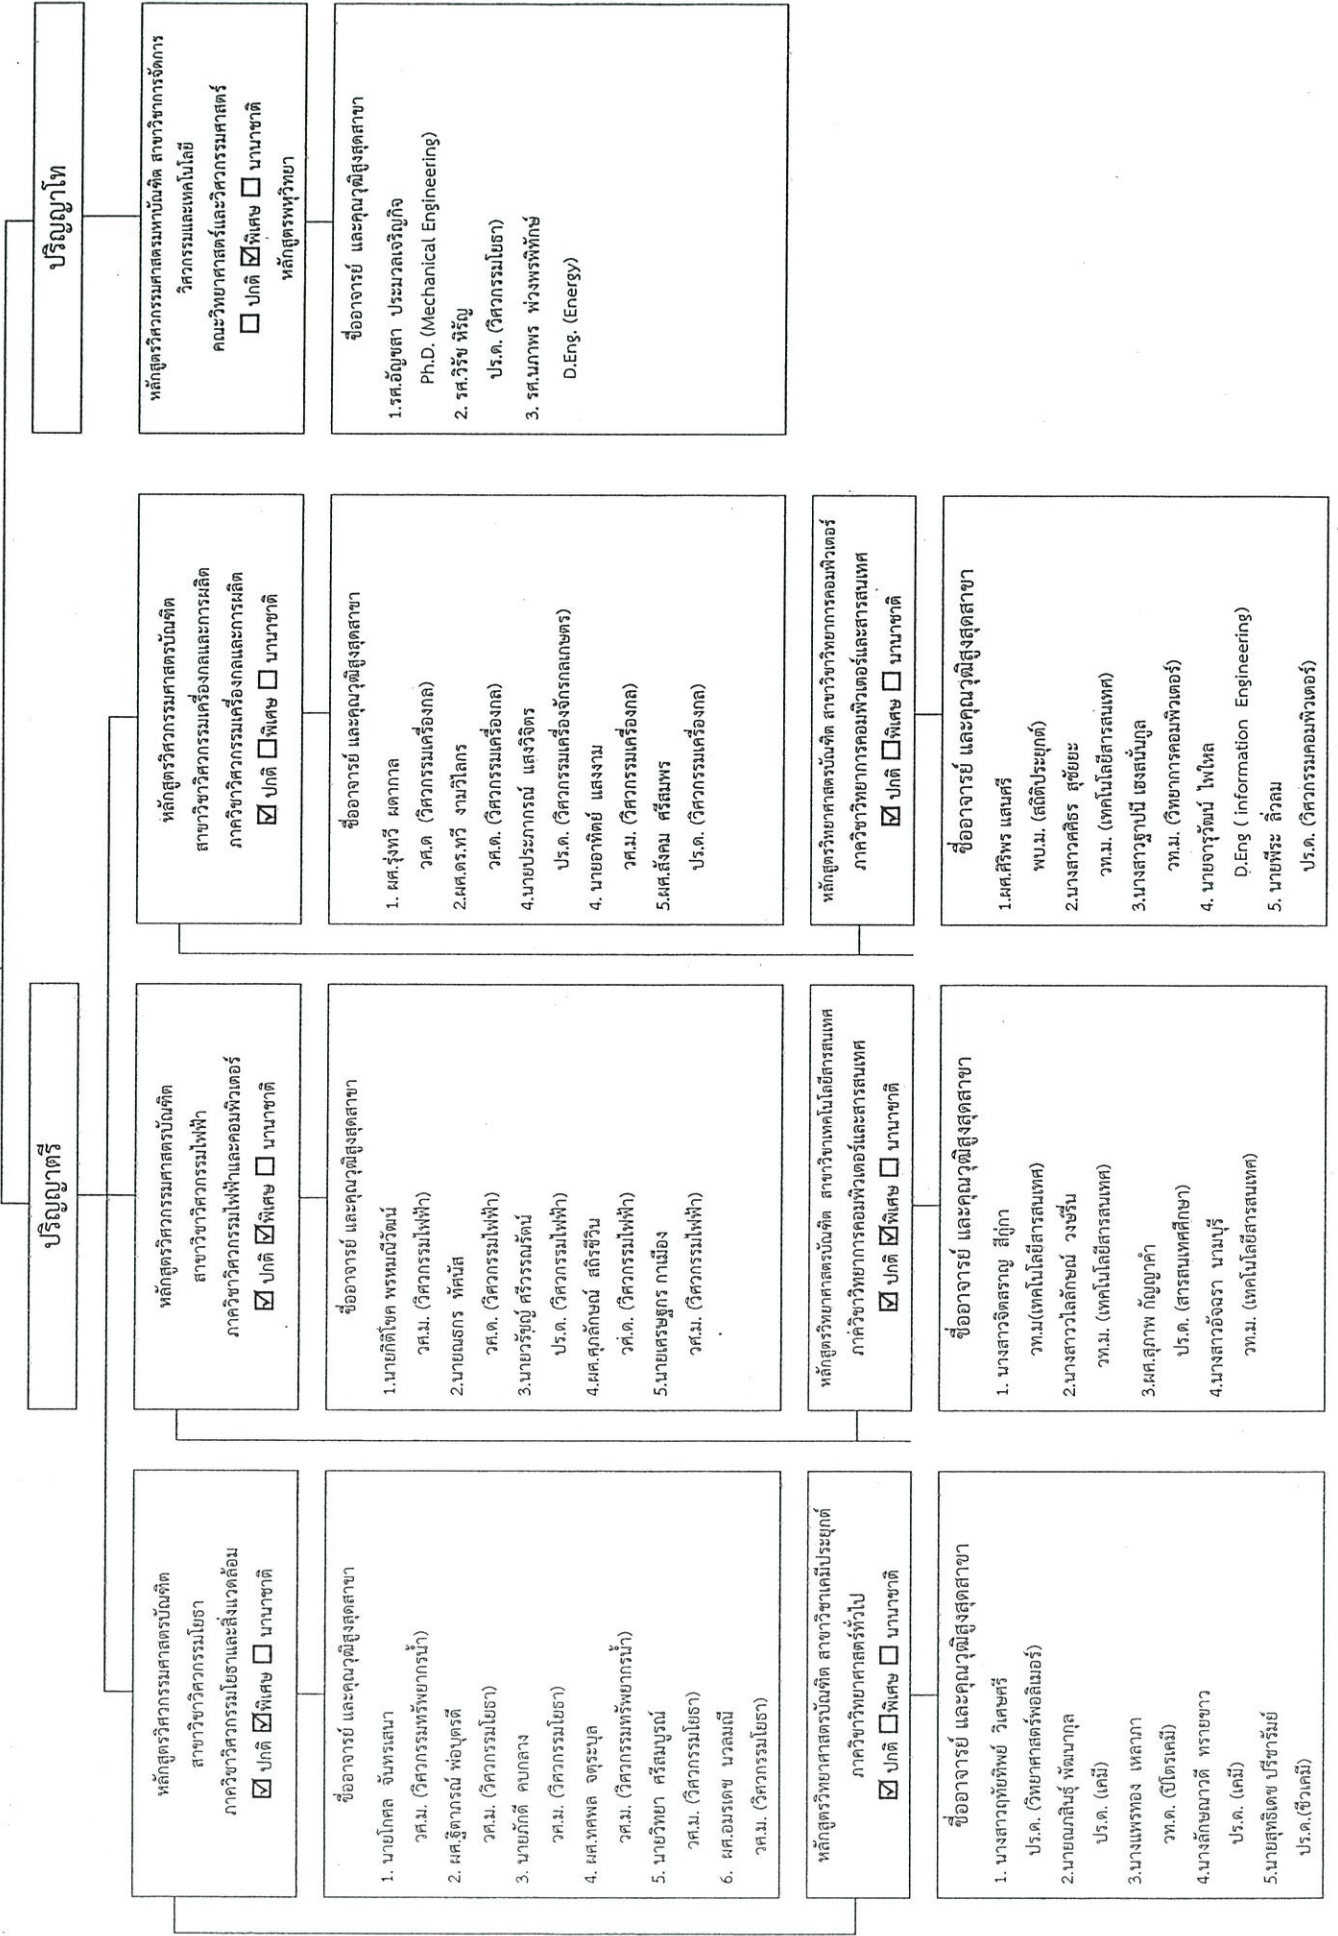 ปริญญาตรี
ปริญญาโท
หลักสูตรวิศวกรรมศาสตรบัณฑิต
สาขาวิชาวิศวกรรมโยธา
ภาควิชาวิศวกรรมโยธาและสิ่งแวดล้อม
☑ ปกติ ☑พิเศษ ☐ นานาชาติ
ชื่ออาจารย์ และคุณวุฒิสูงสุดสาขา
1. นายโกศล จันทรเสนา
วศ.ม. (วิศวกรรมทรัพยากรน้ำ)
2. ผศ.ฐิตาภรณ์ พ่อบุตรดี
วศ.ม. (วิศวกรรมโยธา)
3. นายภักดี คบกลาง
วศ.ม. (วิศวกรรมโยธา)
4. ผศ.ทศพล จตุระบุล
วศ.ม. (วิศวกรรมทรัพยากรน้ำ)
5. นายวิทยา ศรีสมบูรณ์
วศ.ม. (วิศวกรรมโยธา)
6. ผศ.อมรเดช นวลมณี
วศ.ม. (วิศวกรรมโยธา)
หลักสูตรวิศวกรรมศาสตรบัณฑิต
สาขาวิชาวิศวกรรมไฟฟ้า
ภาควิชาวิศวกรรมไฟฟ้าและคอมพิวเตอร์
☑ ปกติ ☑พิเศษ ☐ นานาชาติ
ชื่ออาจารย์ และคุณวุฒิสูงสุดสาขา
1.นายกิติโชค พรหมณีวัฒน์
วศ.ม. (วิศวกรรมไฟฟ้า)
2.นายณธกร ทัศนัส
วศ.ด. (วิศวกรรมไฟฟ้า)
3.นายวรัชญ์ ศรีวรรณรัตน์
ปร.ด. (วิศวกรรมไฟฟ้า)
4.ผศ.ศุภลักษณ์ สถิรชีวิน
วศ.ด. (วิศวกรรมไฟฟ้า)
5.นายเศรษฐกร กาเมือง
วศ.ม. (วิศวกรรมไฟฟ้า)
หลักสูตรวิศวกรรมศาสตรบัณฑิต
สาขาวิชาวิศวกรรมเครื่องกลและการผลิต
ภาควิชาวิศวกรรมเครื่องกลและการผลิต
☑ ปกติ ☐พิเศษ ☐ นานาชาติ
ชื่ออาจารย์ และคุณวุฒิสูงสุดสาขา
1. ผศ.รุ่งทวี ผดากาล
วศ.ด (วิศวกรรมเครื่องกล)
2.ผศ.ดร.ทวี งามวิไลกร
วศ.ด. (วิศวกรรมเครื่องกล)
4.นายประภากรณ์ แสงวิจิตร
ปร.ด. (วิศวกรรมเครื่องจักรกลเกษตร)
4. นายอาทิตย์ แสงงาม
วศ.ม. (วิศวกรรมเครื่องกล)
5.ผศ.สังคม ศรีสมพร
ปร.ด. (วิศวกรรมเครื่องกล)
หลักสูตรวิศวกรรมศาสตรมหาบัณฑิต สาขาวิชาการจัดการ
วิศวกรรมและเทคโนโลยี
คณะวิทยาศาสตร์และวิศวกรรมศาสตร์
☐ ปกติ ☑พิเศษ ☐ นานาชาติ
หลักสูตรพหุวิทยา
ชื่ออาจารย์ และคุณวุฒิสูงสุดสาขา
1.รศ.อัญชสา ประมวลเจริญกิจ
Ph.D. (Mechanical Engineering)
2. รศ.วิรัช หิรัญ
ปร.ด. (วิศวกรรมโยธา)
3. รศ.นภาพร พ่วงพรพิทักษ์
D.Eng. (Energy)
หลักสูตรวิทยาศาสตรบัณฑิต สาขาวิชาเคมีประยุกต์
ภาควิชาวิทยาศาสตร์ทั่วไป
☑ ปกติ ☐พิเศษ ☐ นานาชาติ
ชื่ออาจารย์ และคุณวุฒิสูงสุดสาขา
1. นางสาวฤทัยทิพย์ วิเศษศรี
ปร.ด. (วิทยาศาสตร์พอลิเมอร์)
2.นายณภสินธุ์ พัฒนากุล
ปร.ด. (เคมี)
3.นางแพรทอง เหลาภา
วท.ด. (ปิโตรเคมี)
4.นางลักษณาวดี ทรายขาว
ปร.ด. (เคมี)
5.นายสุทธิเดช ปรีชารัมย์
ปร.ด.(ชีวเคมี)
หลักสูตรวิทยาศาสตรบัณฑิต สาขาวิชาเทคโนโลยีสารสนเทศ
ภาควิชาวิทยาการคอมพิวเตอร์และสารสนเทศ
☑ ปกติ ☑พิเศษ ☐ นานาชาติ
ชื่ออาจารย์ และคุณวุฒิสูงสุดสาขา
1. นางสาวจิตสราญ สีกู่กา
วท.ม(เทคโนโลยีสารสนเทศ)
2.นางสาววไลลักษณ์ วงษ์รื่น
วท.ม. (เทคโนโลยีสารสนเทศ)
3.ผศ.สุภาพ กัญญาคำ
ปร.ด. (สารสนเทศศึกษา)
4.นางสาวอัจฉรา นามบุรี
วท.ม. (เทคโนโลยีสารสนเทศ)
หลักสูตรวิทยาศาสตรบัณฑิต สาขาวิชาวิทยาการคอมพิวเตอร์
ภาควิชาวิทยาการคอมพิวเตอร์และสารสนเทศ
☑ ปกติ ☐พิเศษ ☐ นานาชาติ
ชื่ออาจารย์ และคุณวุฒิสูงสุดสาขา
1.ผศ.ศิริพร แสนศรี
พบ.ม. (สถิติประยุกต์)
2.นางสาวศศิธร สุชัยยะ
วท.ม. (เทคโนโลยีสารสนเทศ)
3.นางสาวฐาปนี เฮงสนั่นกูล
วท.ม. (วิทยาการคอมพิวเตอร์)
4. นายจารุวัฒน์ ไพใหล
D.Eng ( information Engineering)
5. นายพีระ ลิ่วลม
ปร.ด. (วิศวกรรมคอมพิวเตอร์)